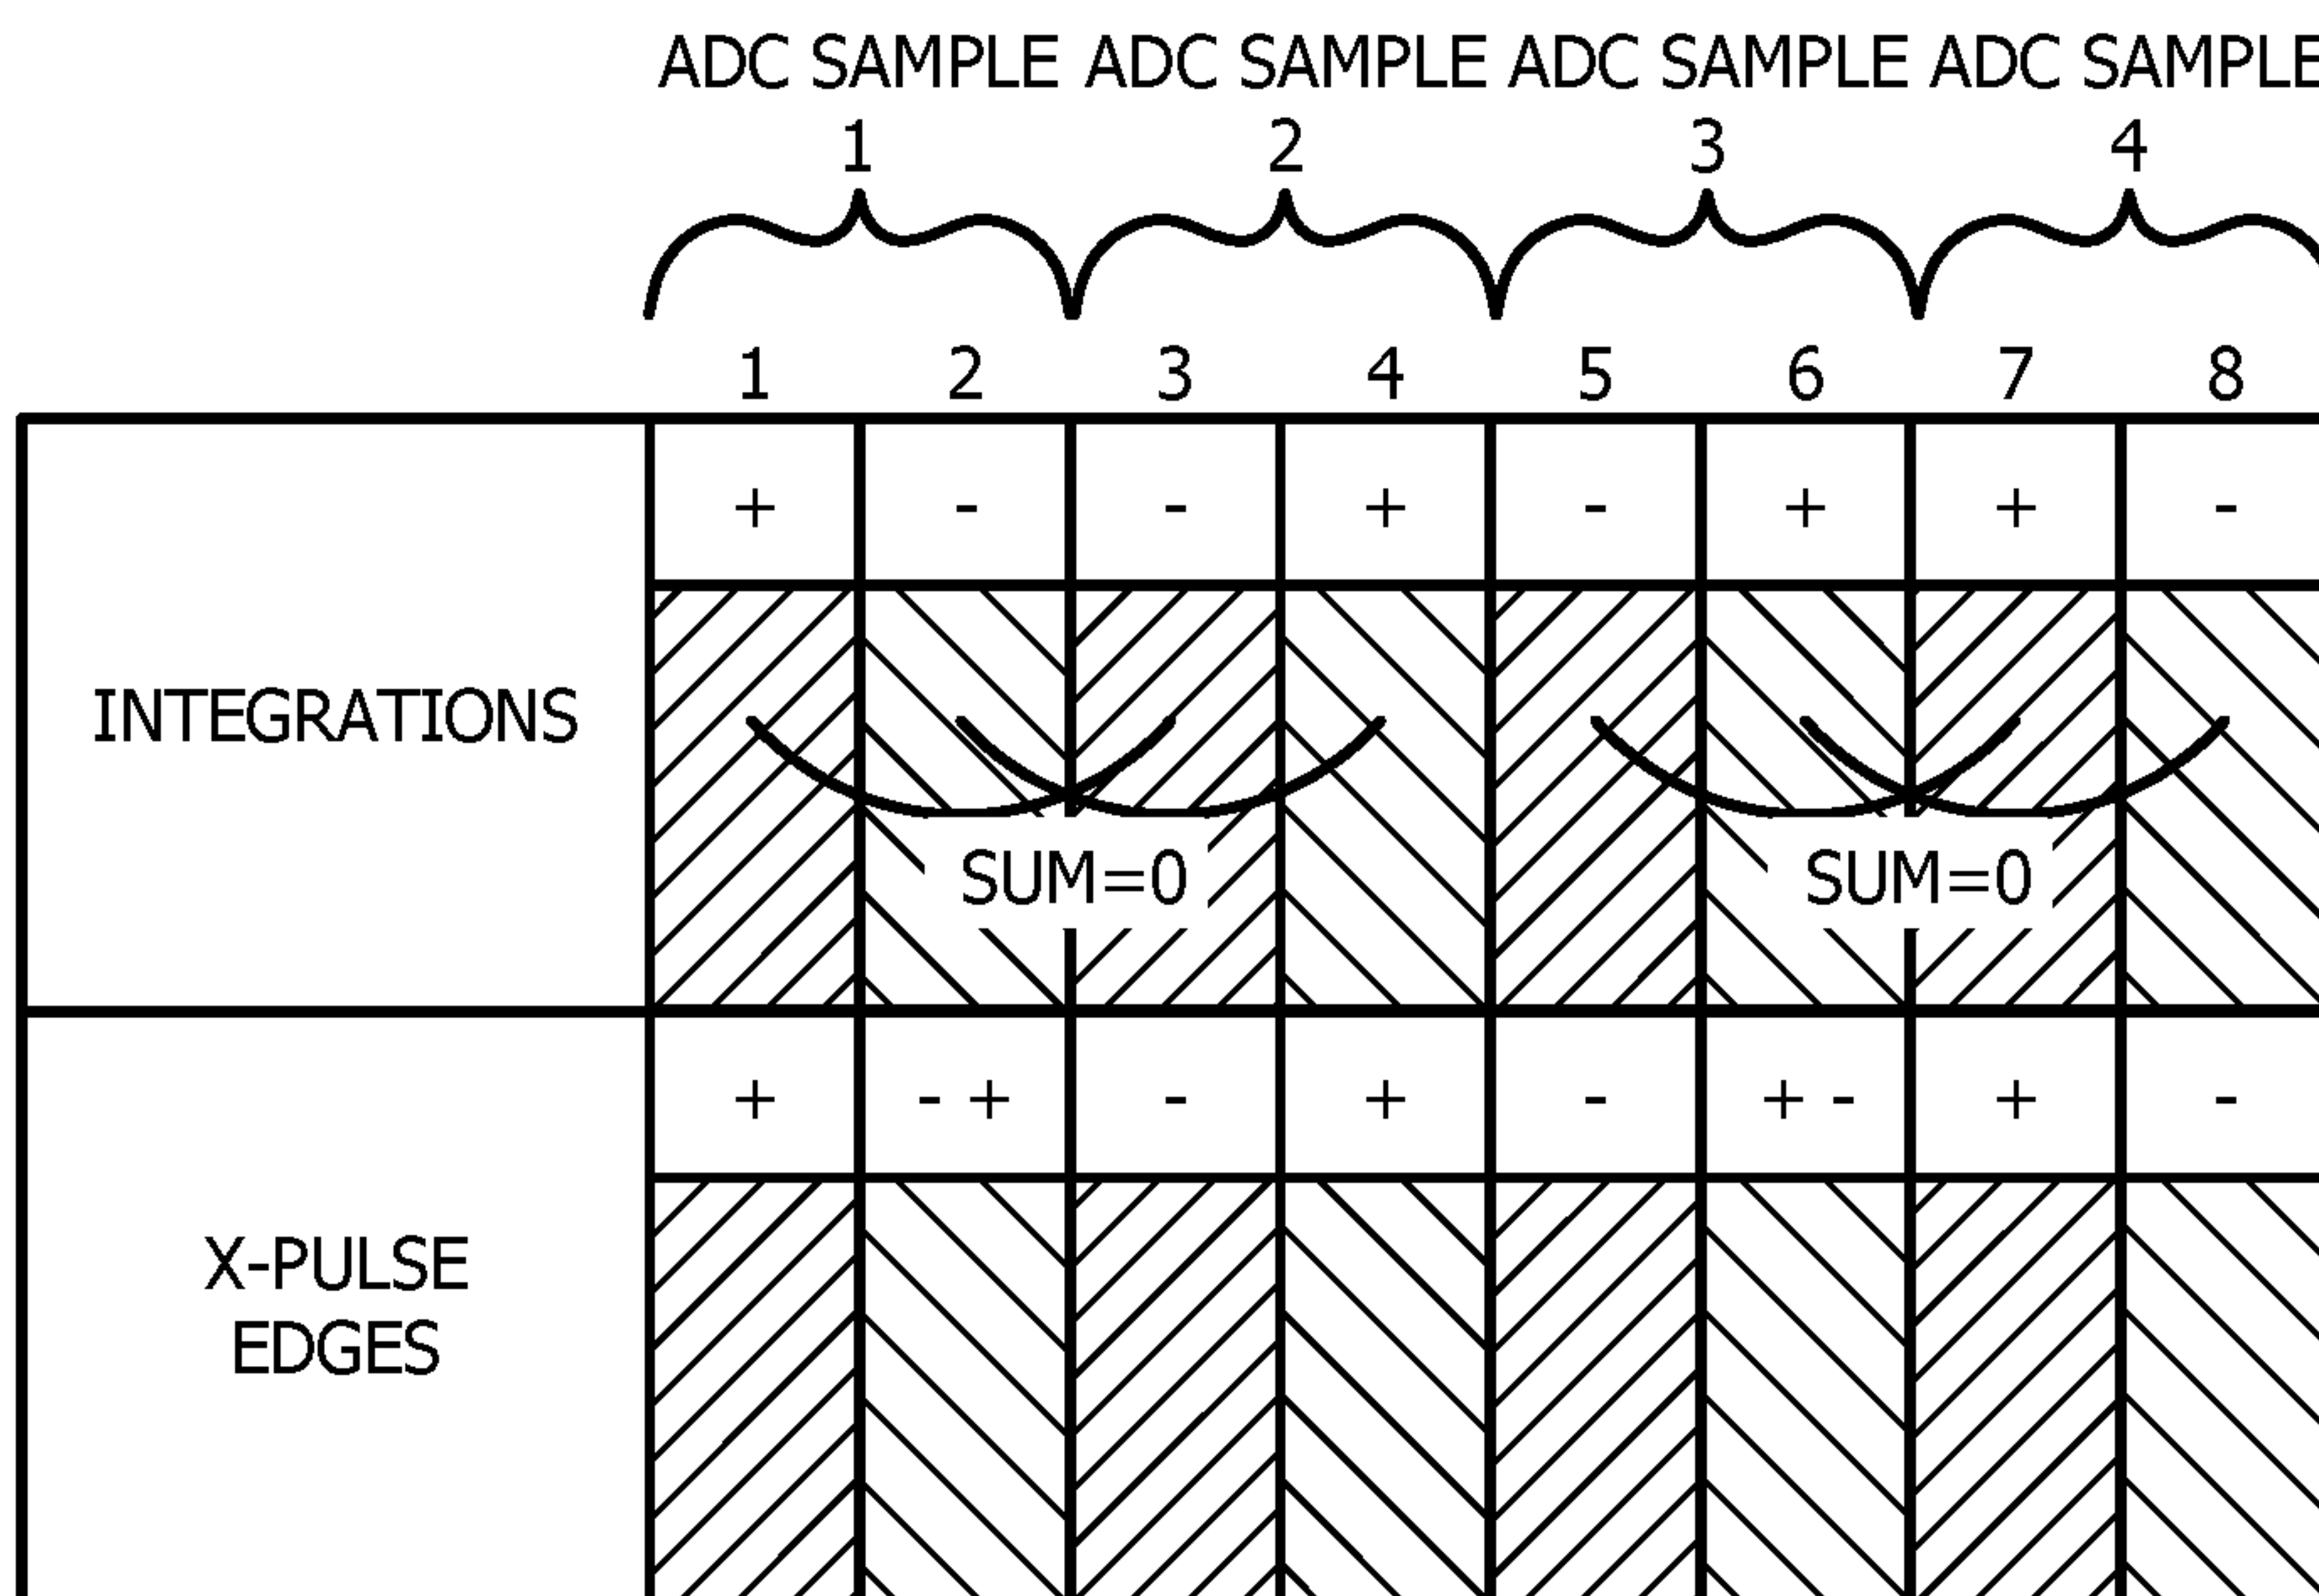 ADC SAMPLE ADC SAMPLE ADC SAMPLE ADC SAMPLE
1 2 3 4
1 2 3 4 5 6 7 8
+ - - + - + + -
INTEGRATIONS
SUM=0 SUM=0
+ - + - + - + - + -
X-PULSE
EDGES